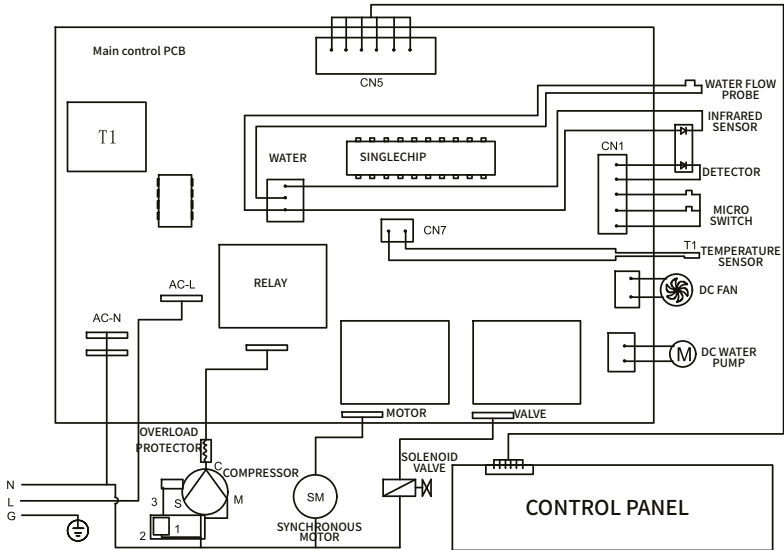 Main control PCB
CN5
WATER FLOW
PROBE
INFRARED
SENSOR
T1
SINGLECHIP
WATER
CN1
DETECTOR
MICRO
SWITCH
CN7
T1
TEMPERATURE
SENSOR
AC-L
RELAY
DC FAN
AC-N
M
DC WATER
PUMP
MOTOR
VALVE
OVERLOAD
PROTECTOR
C
COMPRESSOR
SOLENOID
VALVE
N
L
G
3
S
M
SM
2
1
SYNCHRONOUS
MOTOR
CONTROL PANEL